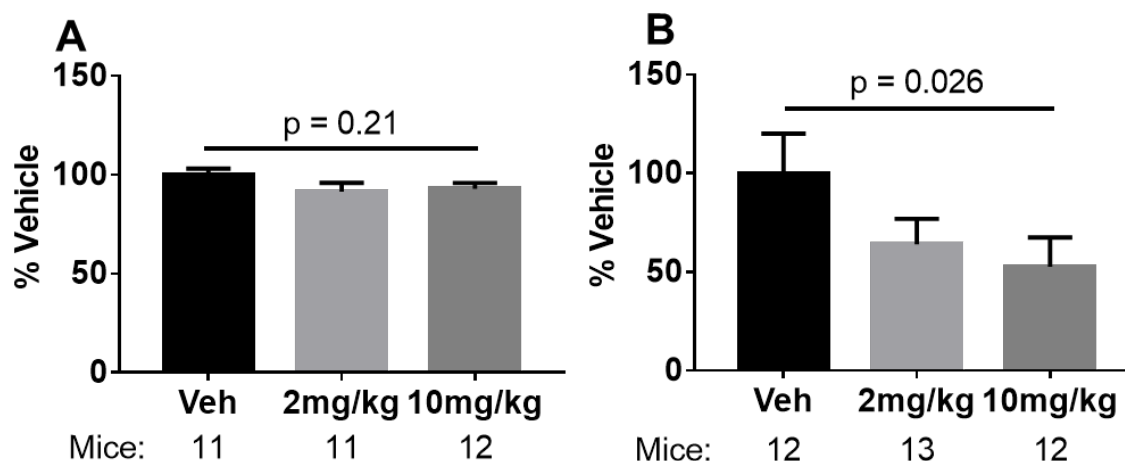 A
% Vehicle
150
100
50
0
p = 0.21
Veh 2mg/kg 10mg/kg
Mice: 11 11 12
B
% Vehicle
150
100
50
0
p = 0.026
Veh 2mg/kg 10mg/kg
Mice: 12 13 12